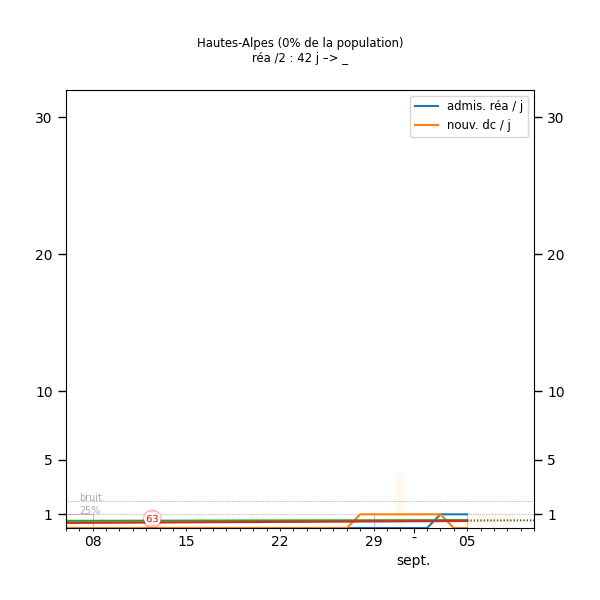 Hautes-Alpes (0% de la population)
réa /2 : 42 j –> _
admis. réa / j
nouv. dc / j
30 30
20 20
10 10
5 5
bruit
25%
1 63 1
08 15 22 29 - 05
sept.